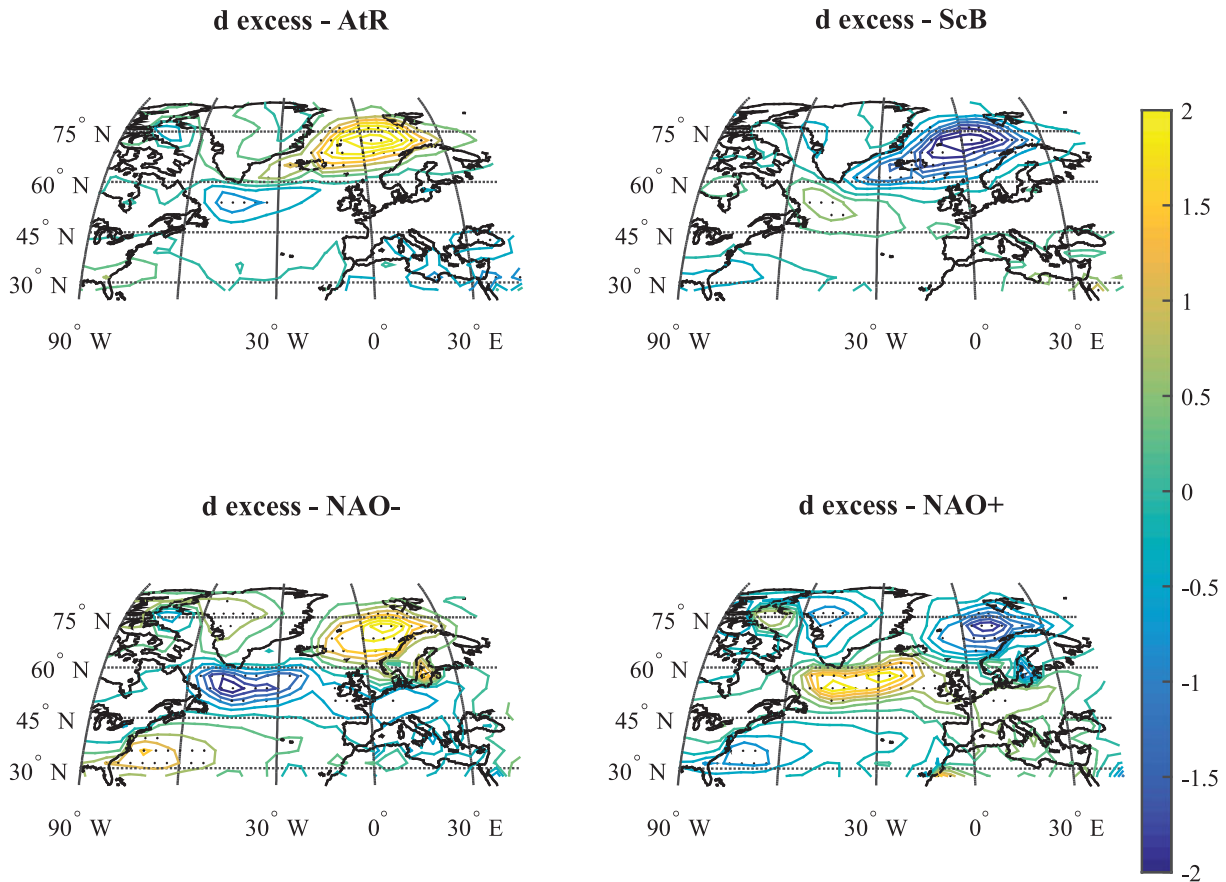 d excess - AtR
d excess - ScB
75° N
60° N
45° N
30° N
90° W
30° W
0°
30° E
75° N
60° N
45° N
30° N
90° W
30° W
0°
30° E
2
1.5
1
0.5
0
-0.5
-1
-1.5
-2
d excess - NAO-
d excess - NAO+
75° N
60° N
45° N
30° N
90° W
30° W
0°
30° E
75° N
60° N
45° N
30° N
90° W
30° W
0°
30° E